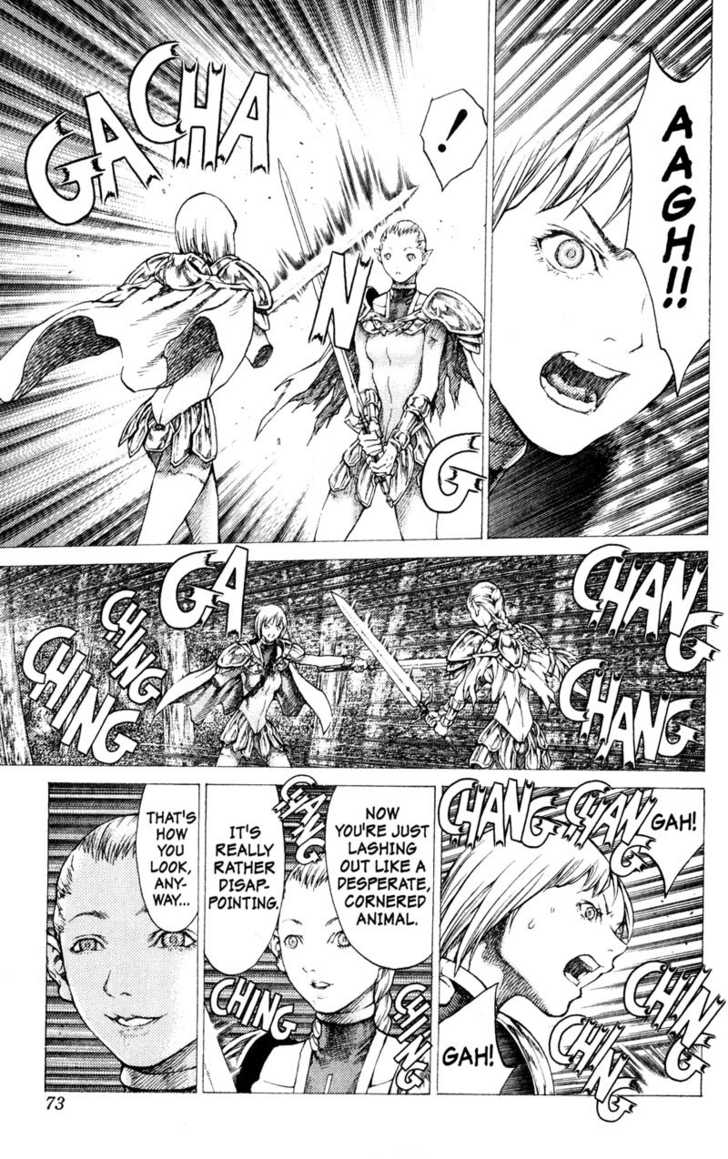 AAGH!!
!
GACHA
N
G
CHANG
CHANG
GA
CHING
CHING
CHING
GAH!
CHANG
CHANG
CHING
CHING
GAH!
NOW
YOU'RE JUST
LASHING
OUT LIKE A
DESPERATE,
CORNERED
ANIMAL.
CHANG
IT'S
REALLY
RATHER
DISAP-
POINTING.
CHING
CHING
THAT'S
HOW
YOU
LOOK,
ANY-
WAY...
73